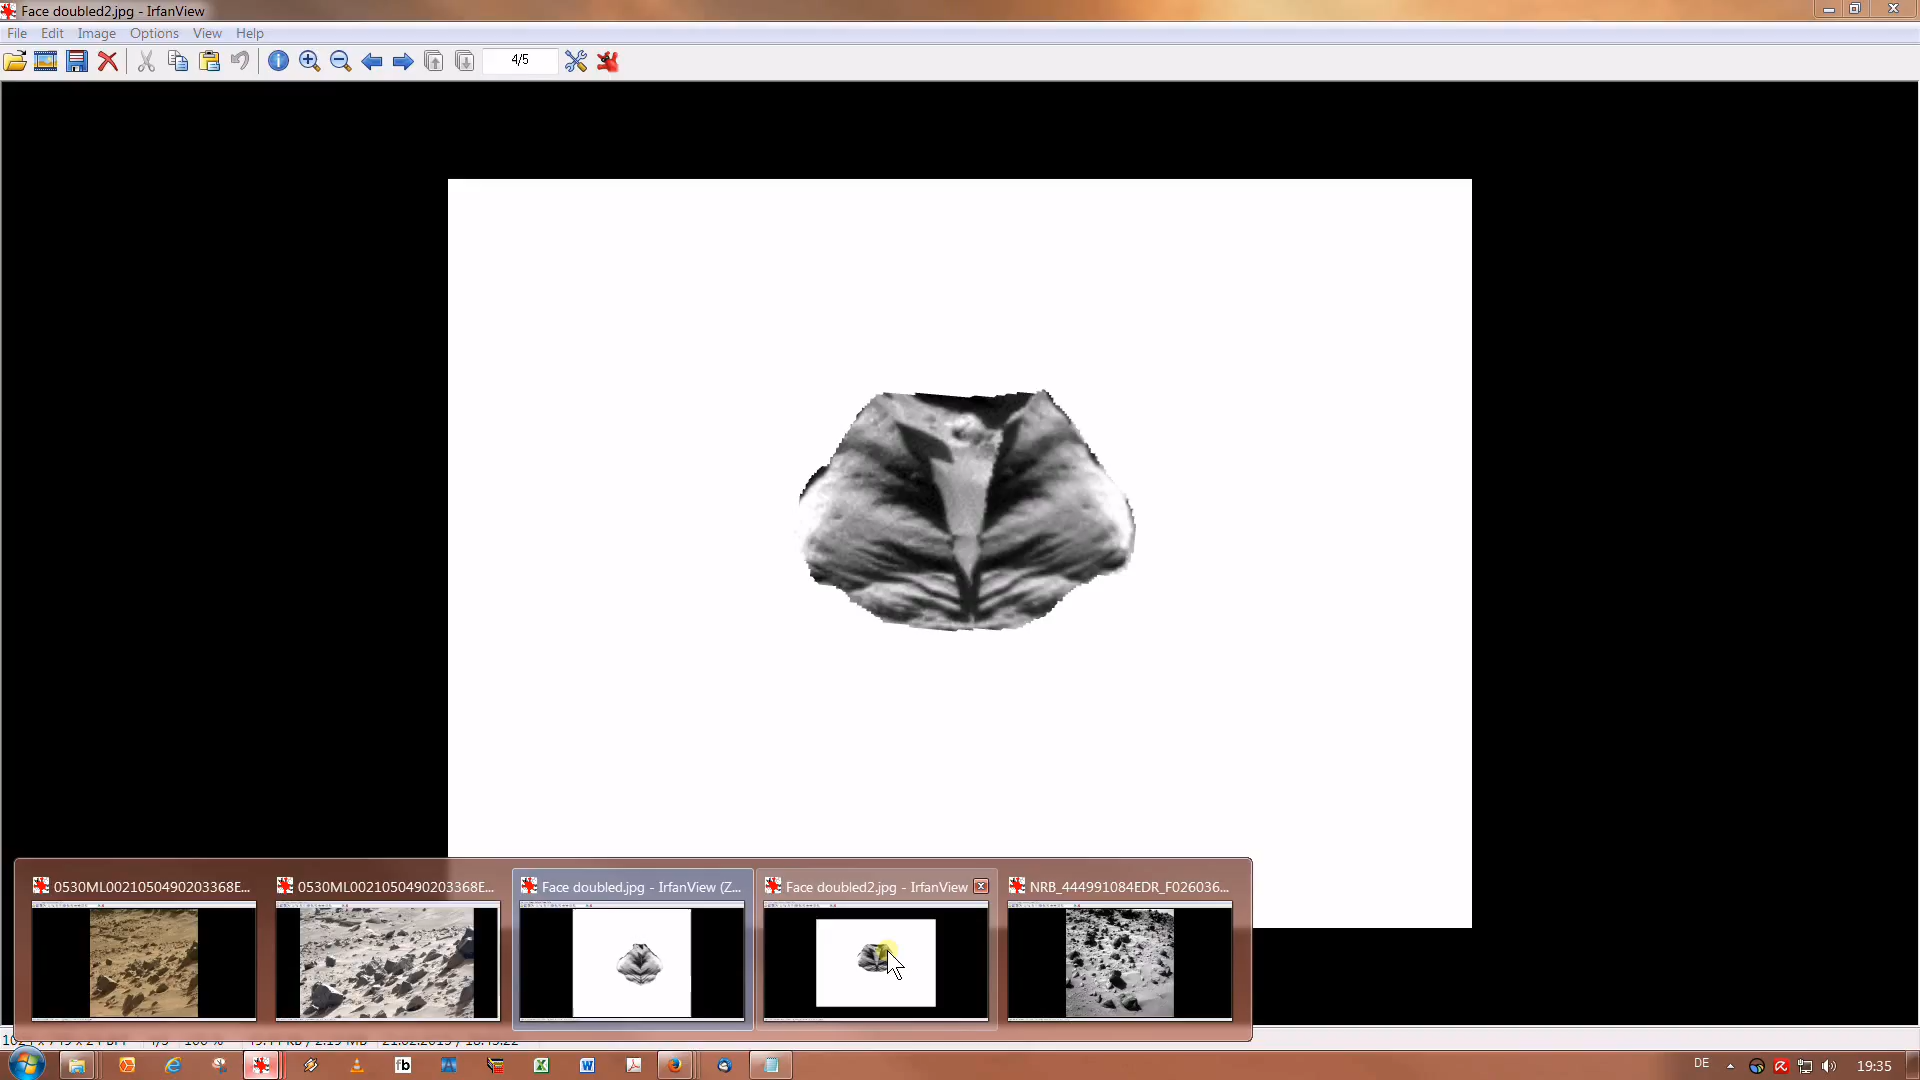 Face doubled2.jpg - IrfanView
File Edit Image Options View Help
4/5
0530ML0021050490203368E...
0530ML0021050490203368E...
Face doubled.jpg - IrfanView (Z...
Face doubled2.jpg - IrfanView
NRB_444991084EDR_F026036...
fb
DE
19:35